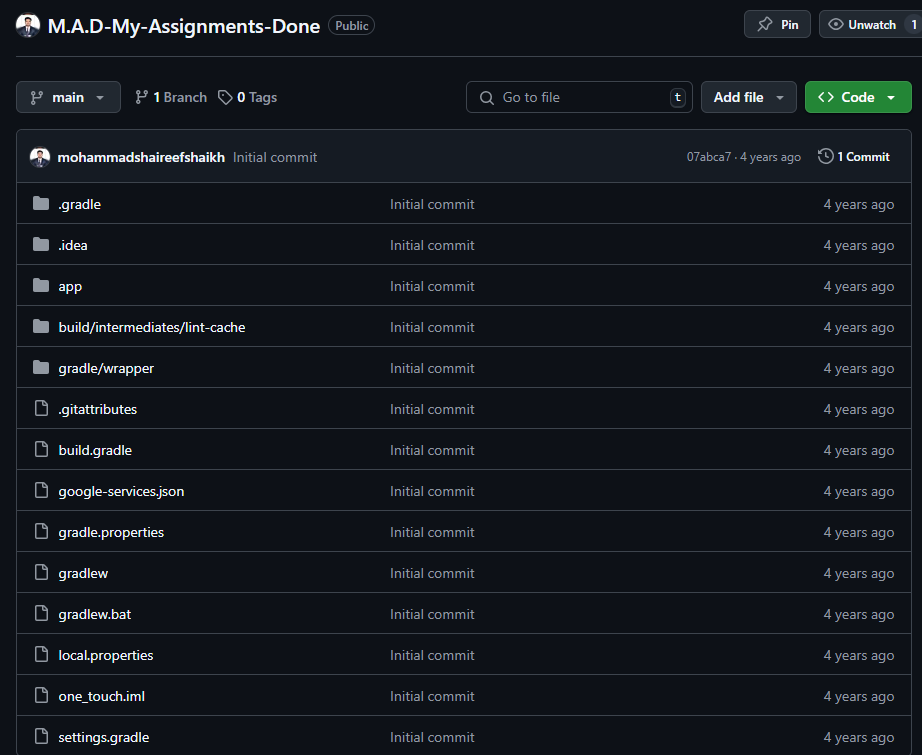 M.A.D-My-Assignments-Done Public Pin Unwatch 1
main 1 Branch 0 Tags Go to file t Add file Code
mohammadshaireefshaikh Initial commit 07abca7 · 4 years ago 1 Commit
.gradle Initial commit 4 years ago
.idea Initial commit 4 years ago
app Initial commit 4 years ago
build/intermediates/lint-cache Initial commit 4 years ago
gradle/wrapper Initial commit 4 years ago
.gitattributes Initial commit 4 years ago
build.gradle Initial commit 4 years ago
google-services.json Initial commit 4 years ago
gradle.properties Initial commit 4 years ago
gradlew Initial commit 4 years ago
gradlew.bat Initial commit 4 years ago
local.properties Initial commit 4 years ago
one_touch.iml Initial commit 4 years ago
settings.gradle Initial commit 4 years ago